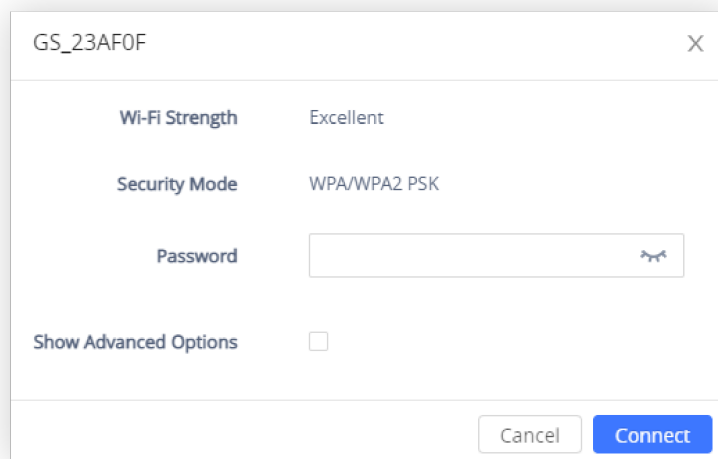 GS_23AF0F
Wi-Fi Strength Excellent
Security Mode WPA/WPA2 PSK
Password
Show Advanced Options
Cancel Connect